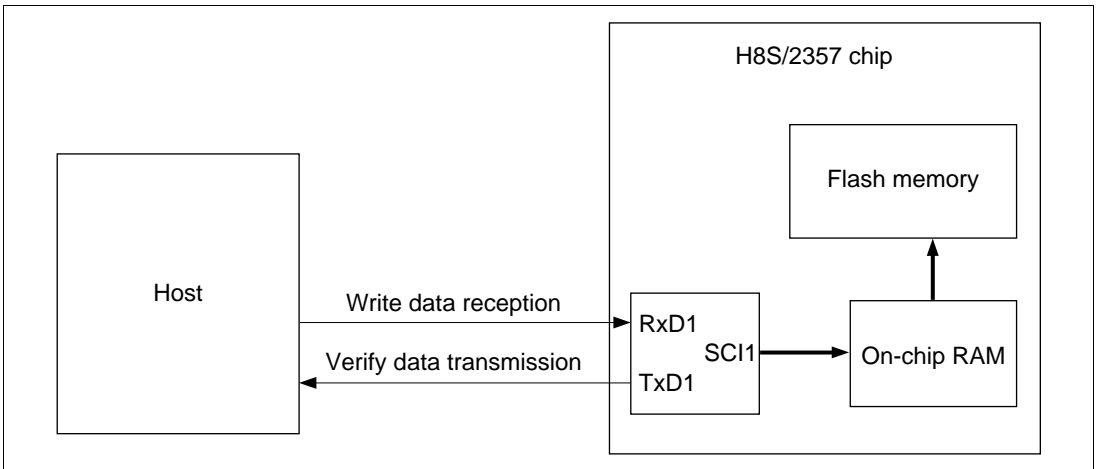 H8S/2357 chip
Flash memory
Host
Write data reception
RxD1
SCI1
On-chip RAM
Verify data transmission
TxD1